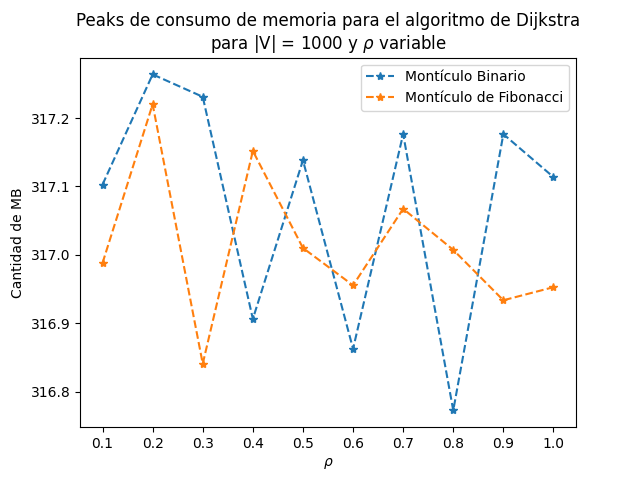 Peaks de consumo de memoria para el algoritmo de Dijkstra
para |V| = 1000 y ρ variable
Montículo Binario
Montículo de Fibonacci
Cantidad de MB
317.2
317.1
317.0
316.9
316.8
0.1 0.2 0.3 0.4 0.5 0.6 0.7 0.8 0.9 1.0
ρ